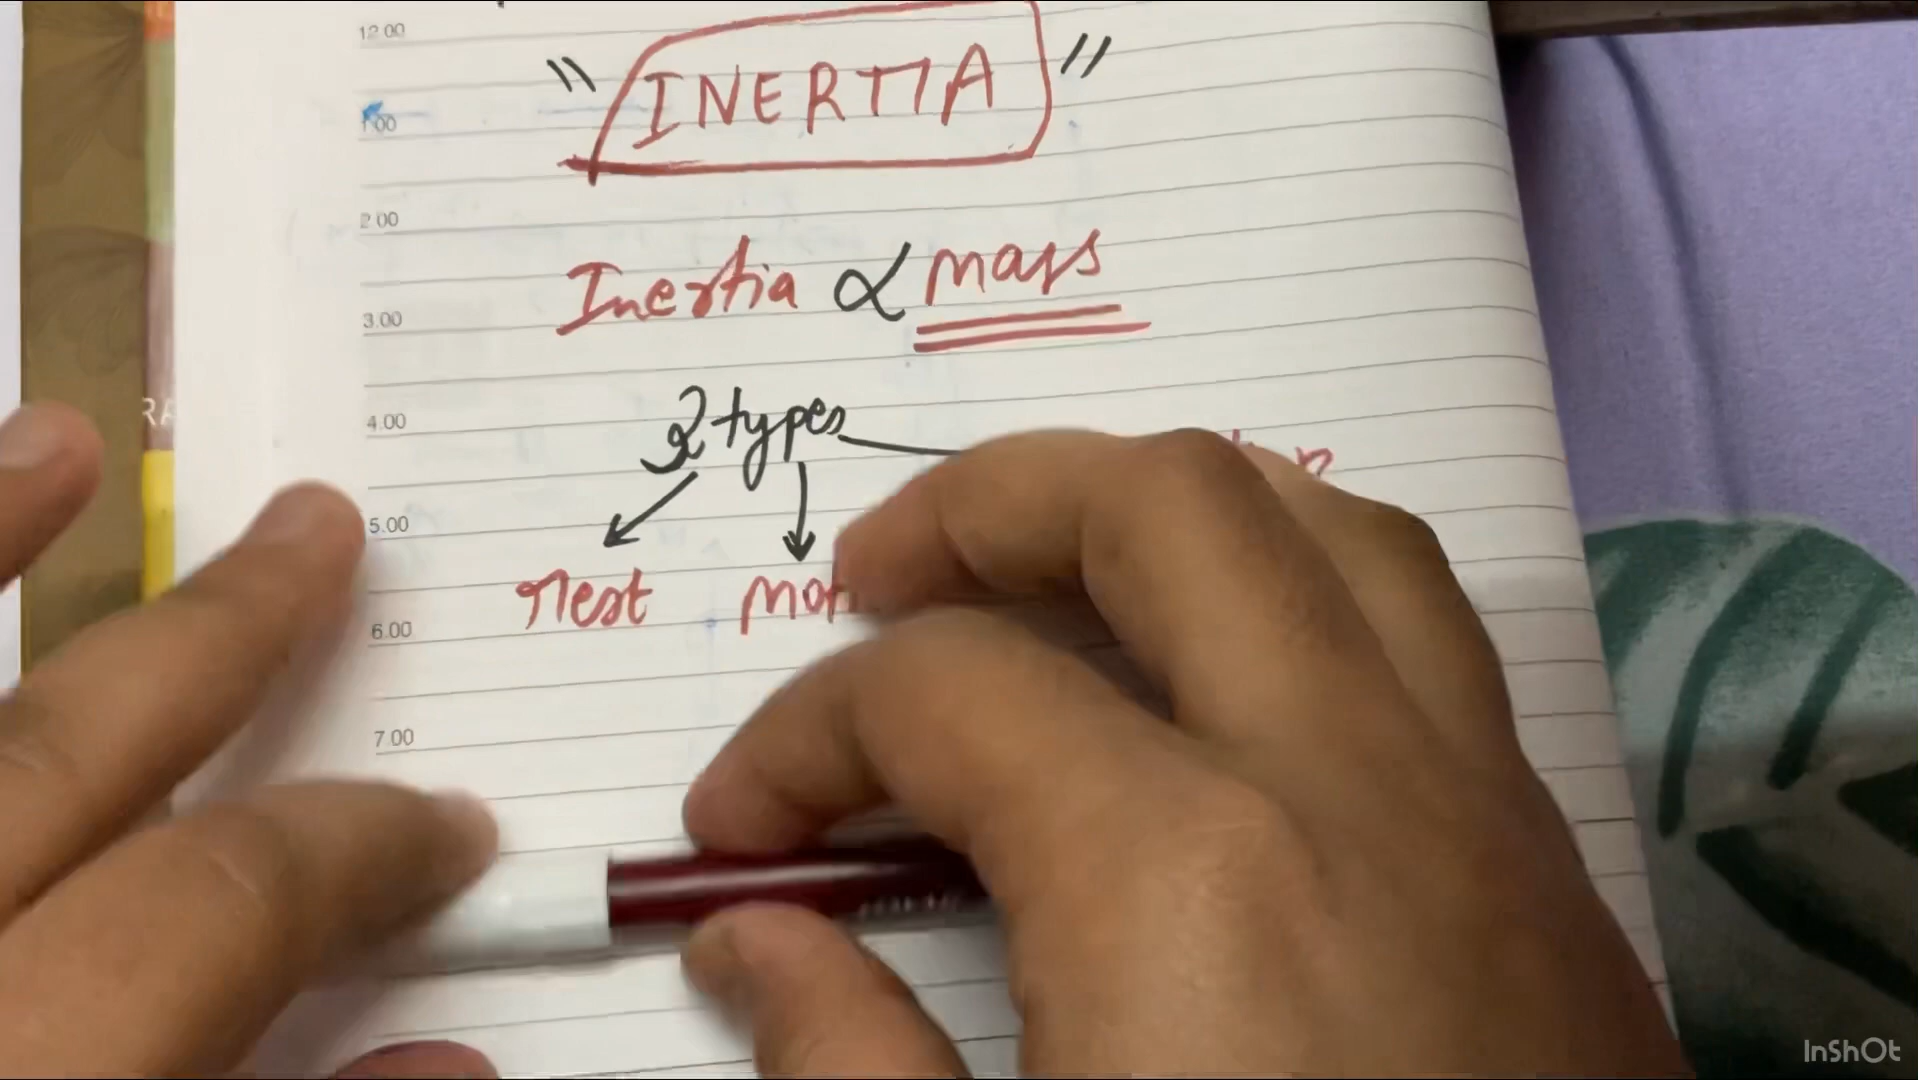 12.00
"INERTIA"
1.00
2.00
Inertia ∝ mass
3.00
2 types
4.00
5.00
rest
6.00
7.00
RA
InShOt